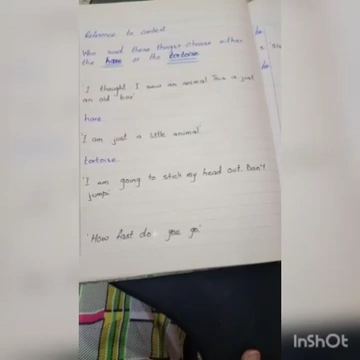 Reference to context
Who said these things choose either
the hare or the tortoise
"I thought I saw an animal This is just
an old box"
hare
"I am just a little animal"
tortoise
"I am going to stick my head out. Don't
jump"
"How fast do you go"
InShOt